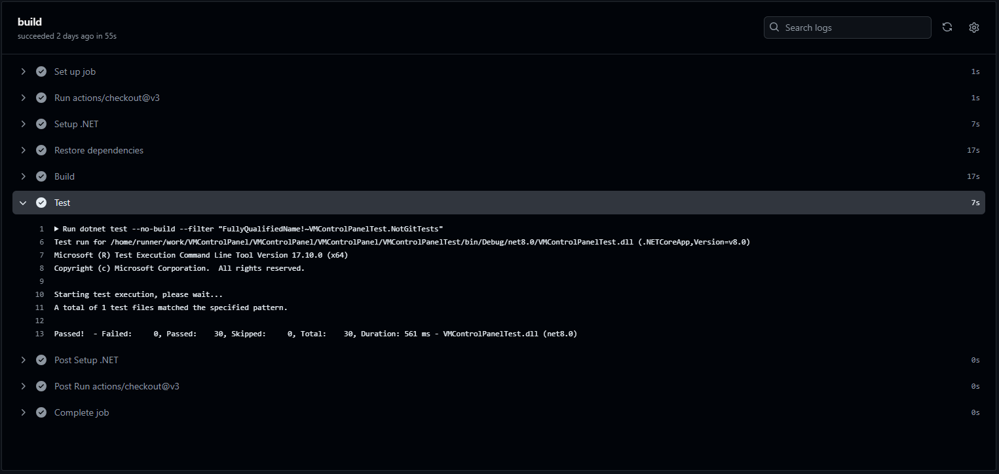 build
succeeded 2 days ago in 55s
Search logs
Set up job 1s
Run actions/checkout@v3 1s
Setup .NET 7s
Restore dependencies 17s
Build 17s
Test 7s
1 Run dotnet test --no-build --filter "FullyQualifiedName!~VMControlPanelTest.NotGitTests"
6 Test run for /home/runner/work/VMControlPanel/VMControlPanel/VMControlPanel/VMControlPanelTest/bin/Debug/net8.0/VMControlPanelTest.dll (.NETCoreApp,Version=v8.0)
7 Microsoft (R) Test Execution Command Line Tool Version 17.10.0 (x64)
8 Copyright (c) Microsoft Corporation.  All rights reserved.
9
10 Starting test execution, please wait...
11 A total of 1 test files matched the specified pattern.
12
13 Passed!  - Failed:     0, Passed:    30, Skipped:     0, Total:    30, Duration: 561 ms - VMControlPanelTest.dll (net8.0)
Post Setup .NET 0s
Post Run actions/checkout@v3 0s
Complete job 0s